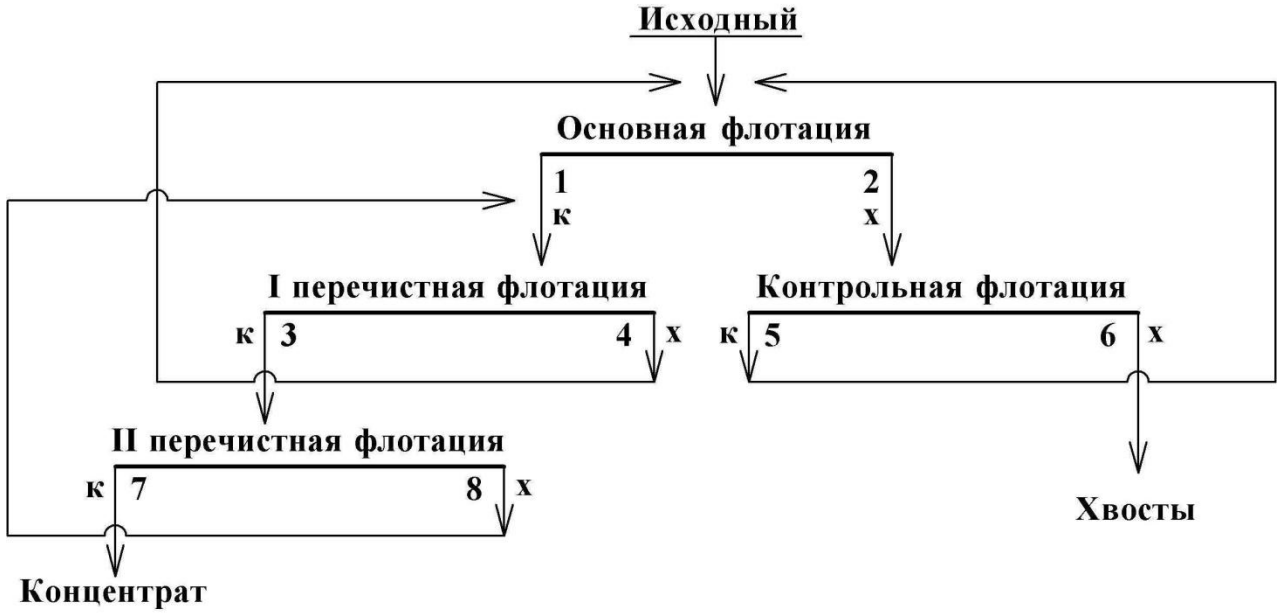 Исходный
Основная флотация
1 2
к х
I перечистная флотация Контрольная флотация
к 3 4 х к 5 6 х
II перечистная флотация
к 7 8 х
Хвосты
Концентрат